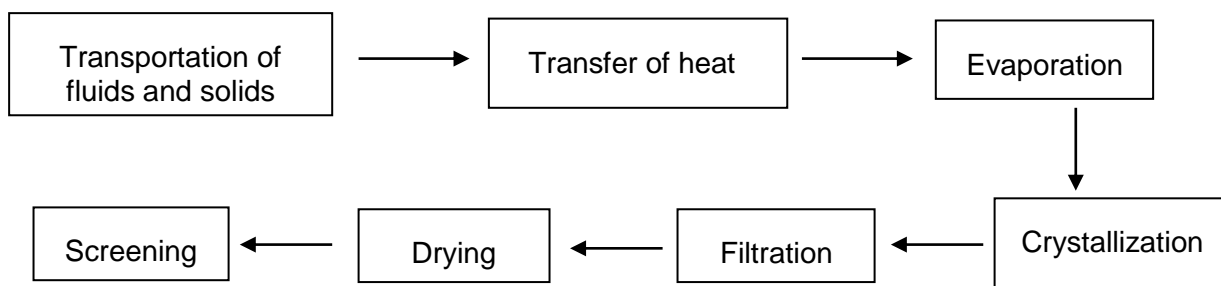 Transportation of
fluids and solids
Transfer of heat
Evaporation
Crystallization
Filtration
Drying
Screening